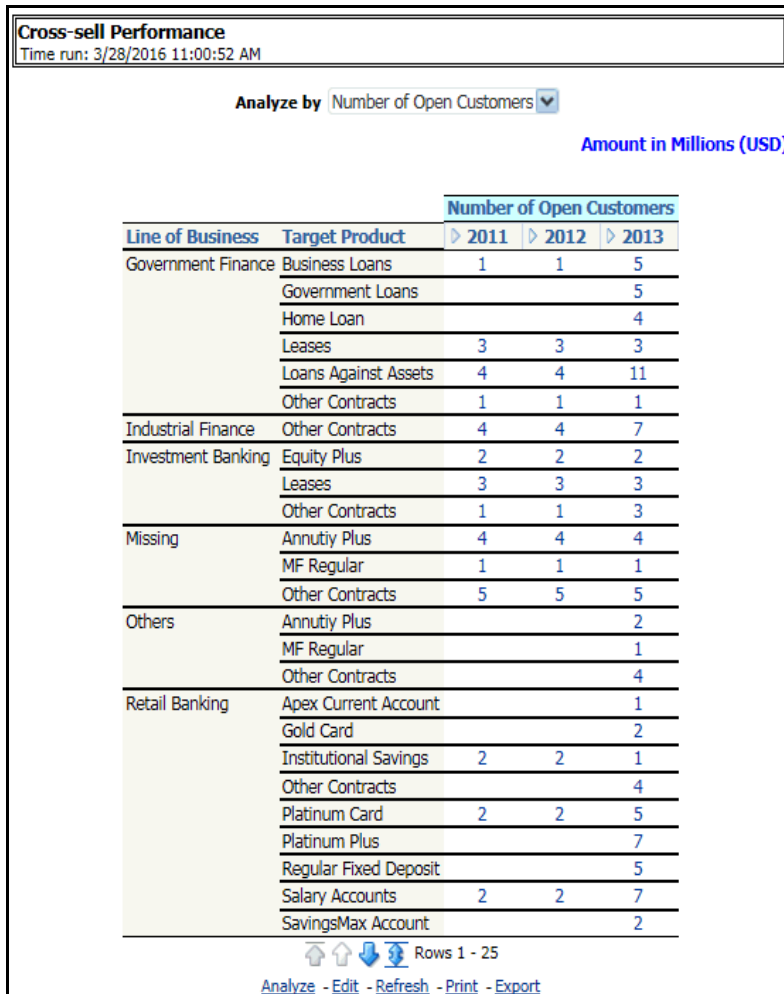 Cross-sell Performance
Time run: 3/28/2016 11:00:52 AM
Analyze by Number of Open Customers
Amount in Millions (USD)
Number of Open Customers
Line of Business Target Product 2011 2012 2013
Government Finance Business Loans 1 1 5
Government Loans 5
Home Loan 4
Leases 3 3 3
Loans Against Assets 4 4 11
Other Contracts 1 1 1
Industrial Finance Other Contracts 4 4 7
Investment Banking Equity Plus 2 2 2
Leases 3 3 3
Other Contracts 1 1 3
Missing Annutiy Plus 4 4 4
MF Regular 1 1 1
Other Contracts 5 5 5
Others Annutiy Plus 2
MF Regular 1
Other Contracts 4
Retail Banking Apex Current Account 1
Gold Card 2
Institutional Savings 2 2 1
Other Contracts 4
Platinum Card 2 2 5
Platinum Plus 7
Regular Fixed Deposit 5
Salary Accounts 2 2 7
SavingsMax Account 2
Rows 1 - 25
Analyze - Edit - Refresh - Print - Export